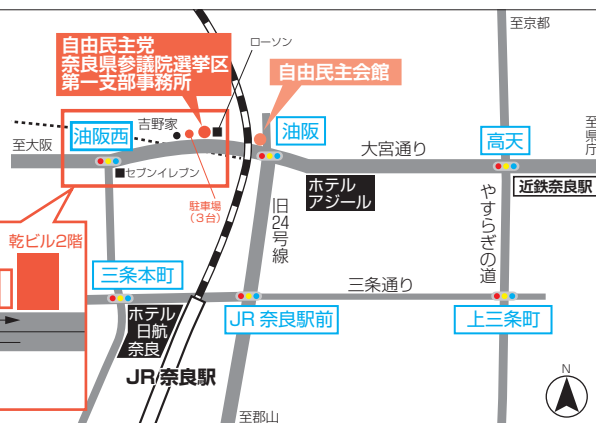 至京都
自由民主党
奈良県参議院選挙区
第一支部事務所
ローソン
自由民主会館
至大阪
油阪西
吉野家
油阪
大宮通り
高天
至県庁
セブンイレブン
駐車場
（3台）
ホテル
アジール
近鉄奈良駅
旧24号線
やすらぎの道
乾ビル2階
三条本町
三条通り
ホテル
日航
奈良
JR 奈良駅前
上三条町
JR 奈良駅
至郡山
N